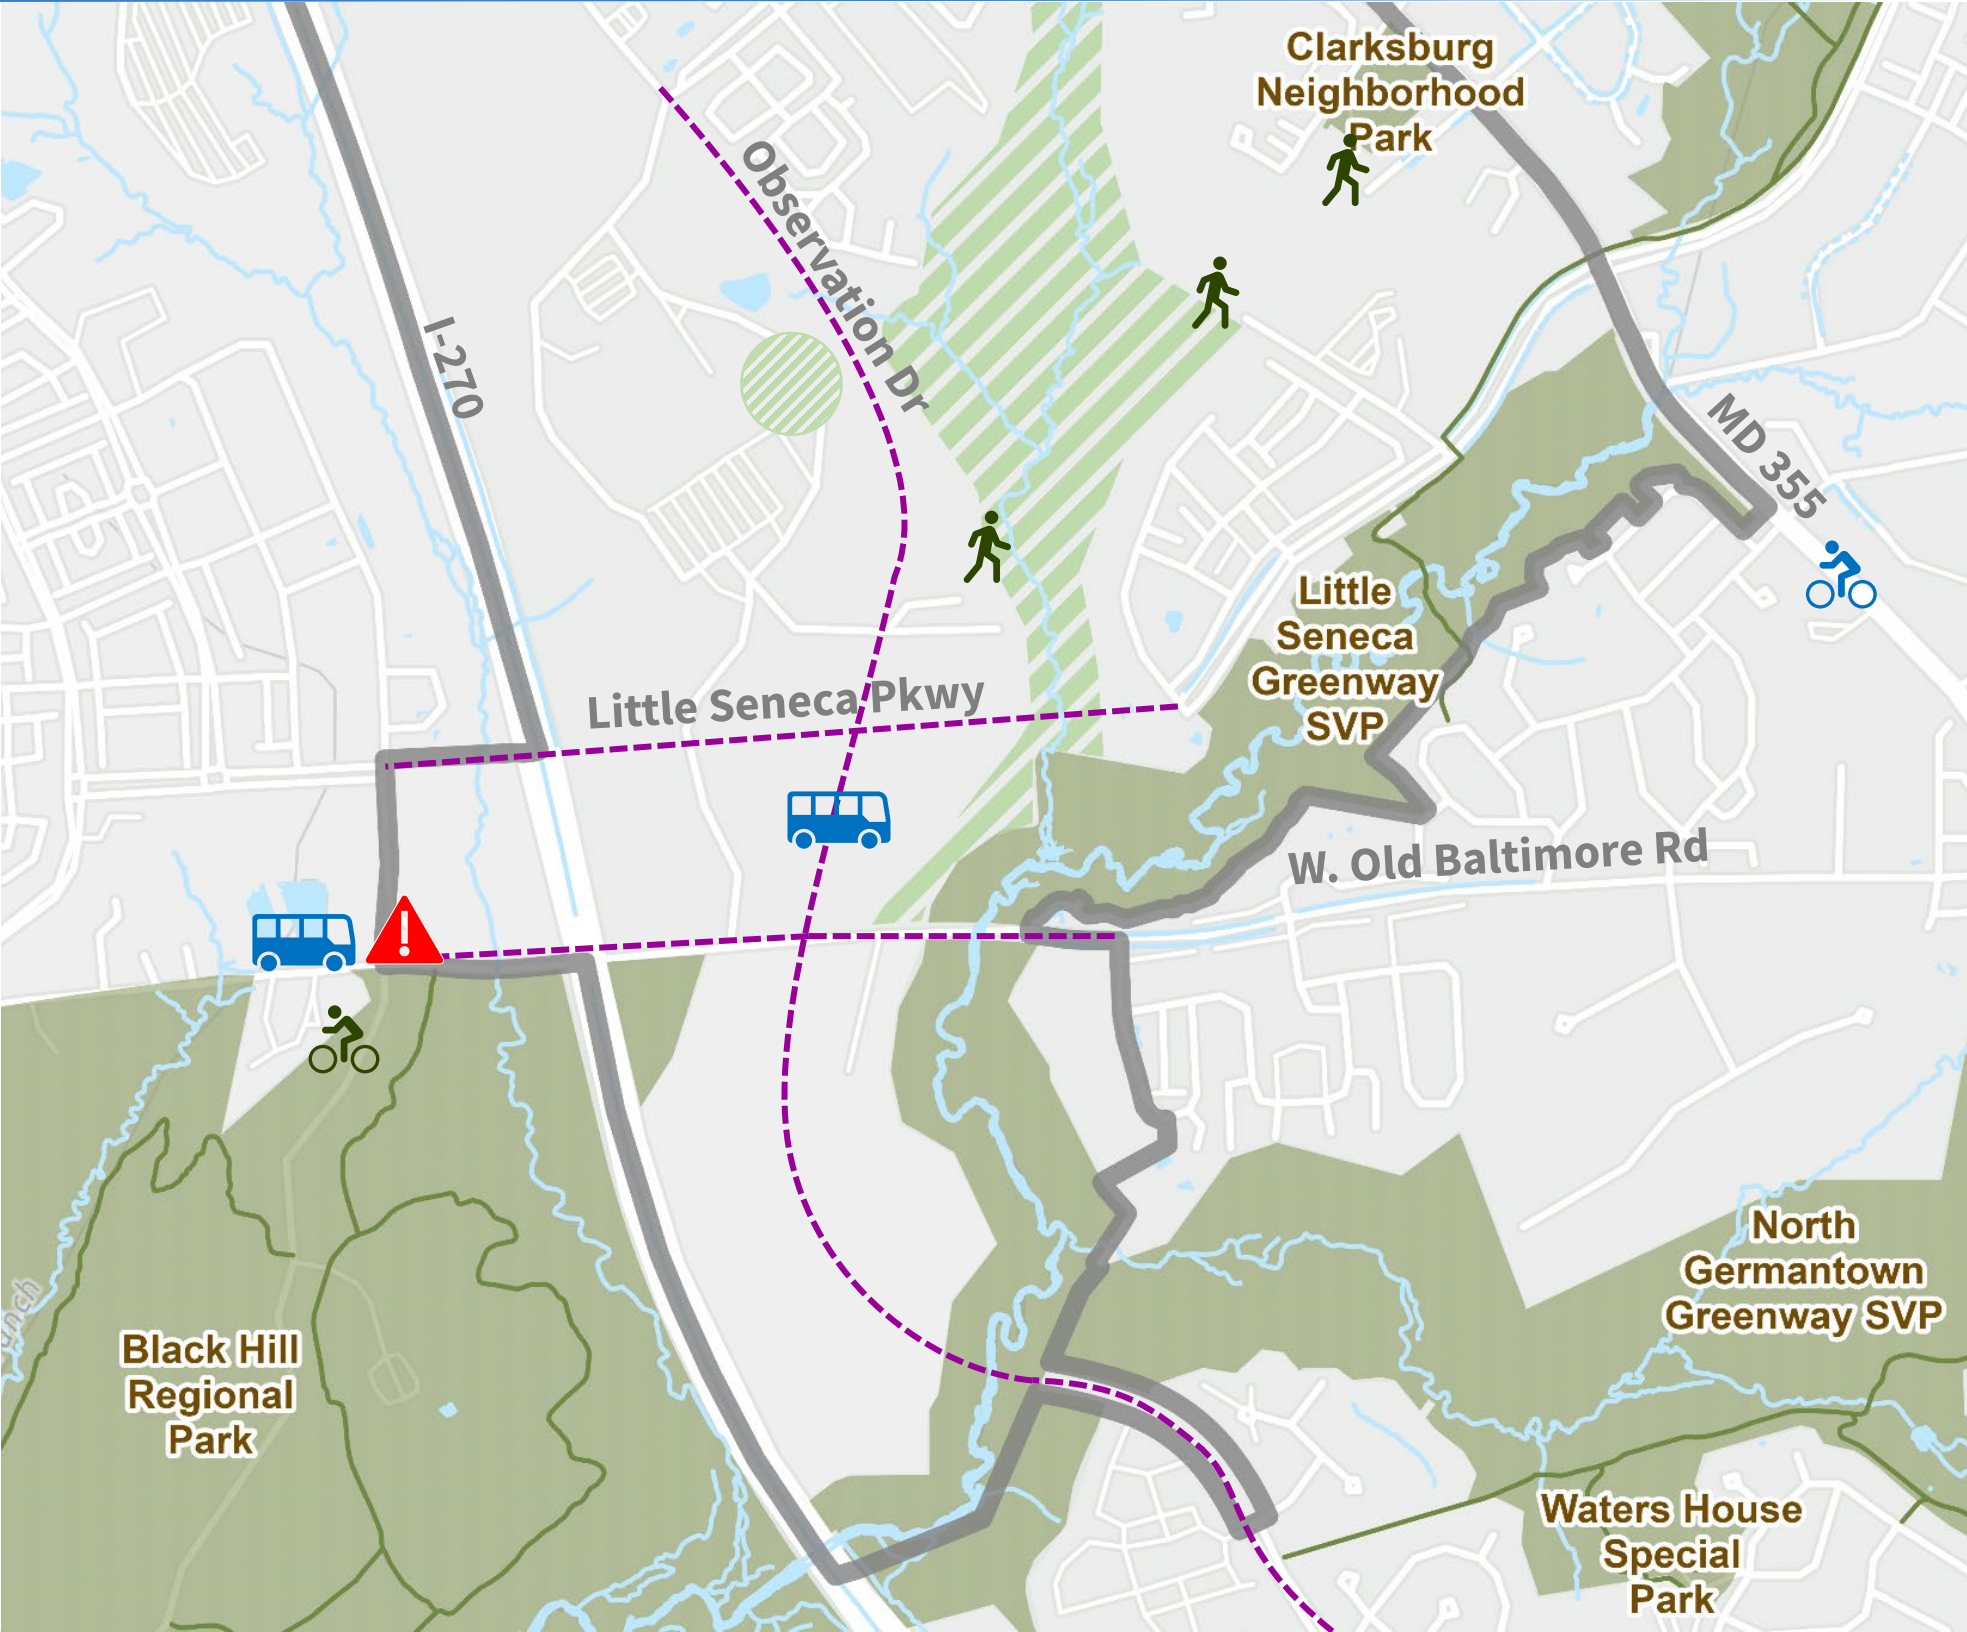 Clarksburg
Neighborhood
Park
Observation Dr
I-270
MD 355
Little
Seneca
Greenway
SVP
Little Seneca Pkwy
W. Old Baltimore Rd
North
Germantown
Greenway SVP
Black Hill
Regional
Park
Waters House
Special
Park